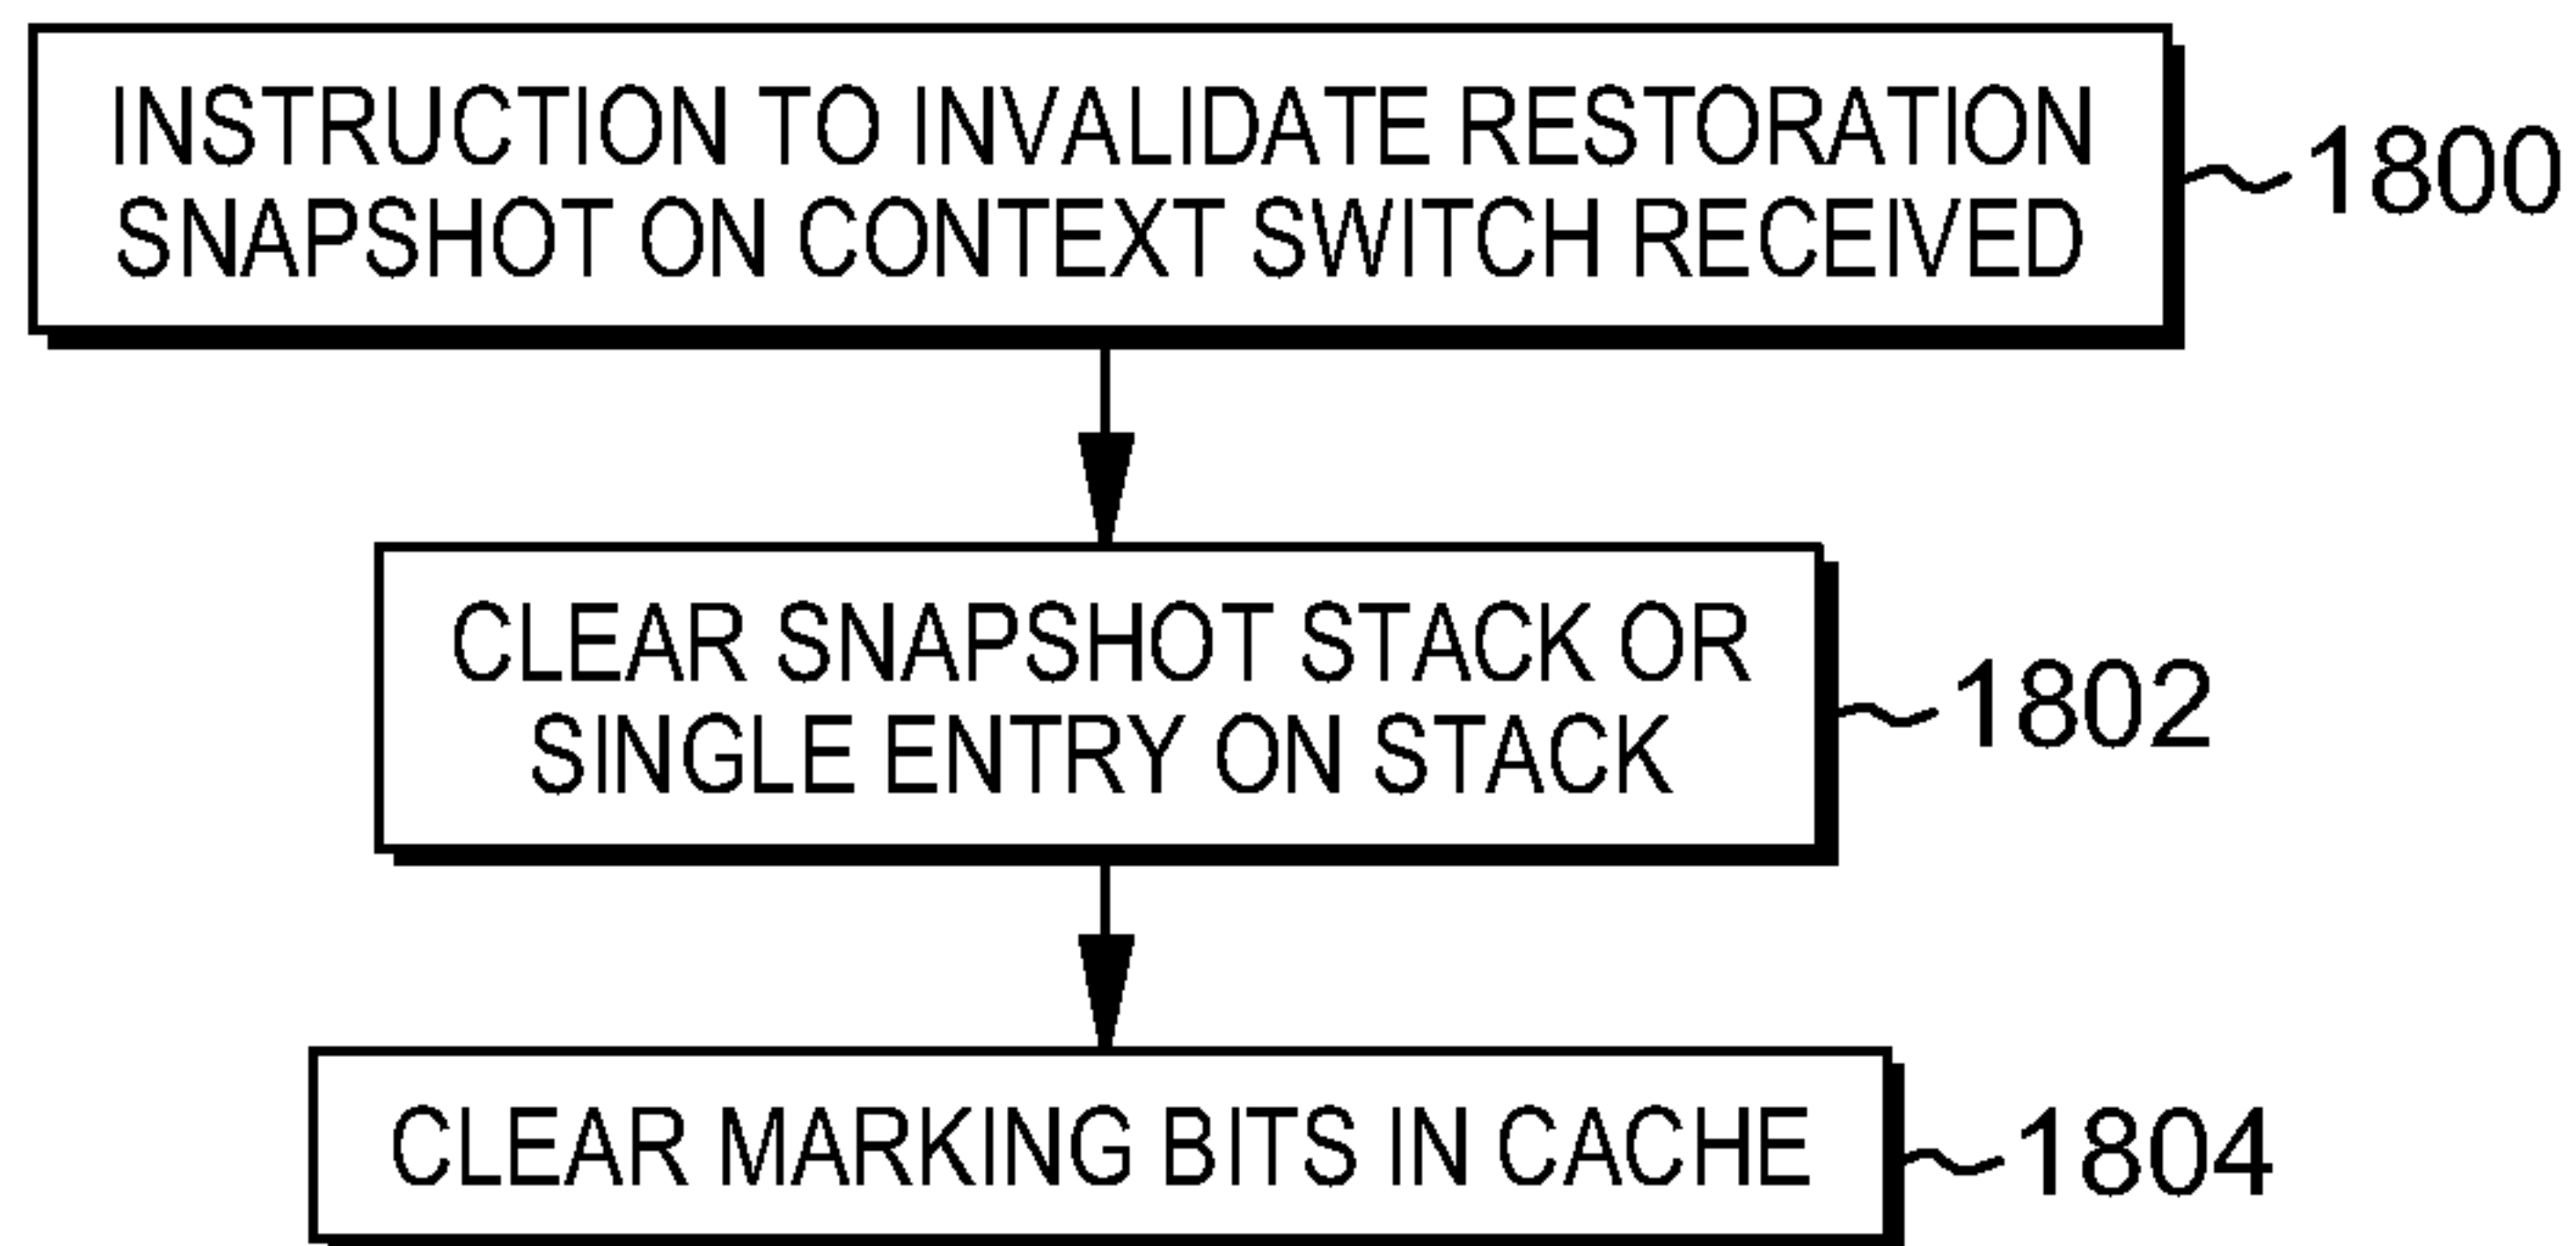 INSTRUCTION TO INVALIDATE RESTORATION
SNAPSHOT ON CONTEXT SWITCH RECEIVED
1800
CLEAR SNAPSHOT STACK OR
SINGLE ENTRY ON STACK
1802
CLEAR MARKING BITS IN CACHE
1804